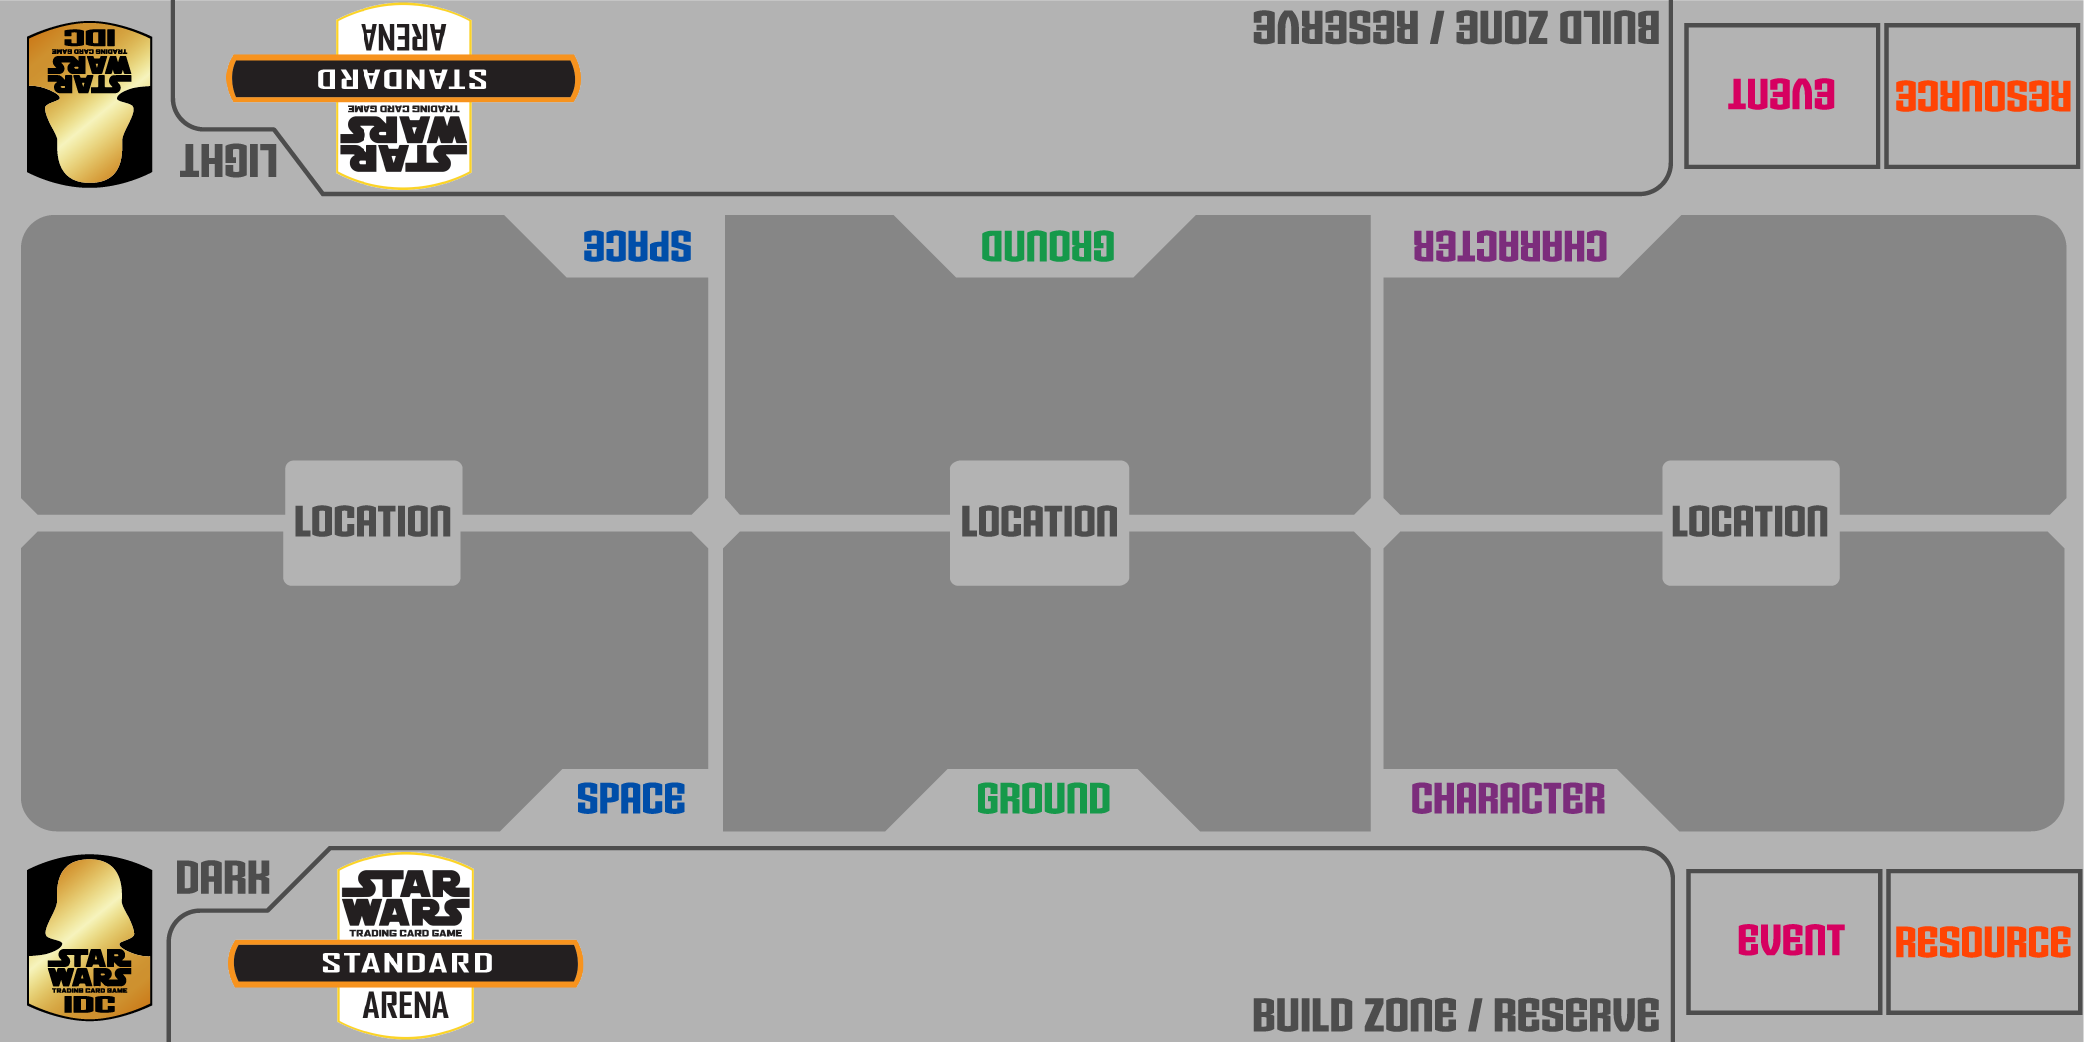 IDC
TRADING CARD GAME
STAR
WARS
LIGHT
ARENA
STANDARD
TRADING CARD GAME
STAR
WARS
BUILD ZONE / RESERVE
EVENT
RESOURCE
SPACE
GROUND
CHARACTER
LOCATION
LOCATION
LOCATION
SPACE
GROUND
CHARACTER
STAR
WARS
TRADING CARD GAME
IDC
DARK
STAR
WARS
TRADING CARD GAME
STANDARD
ARENA
BUILD ZONE / RESERVE
EVENT
RESOURCE